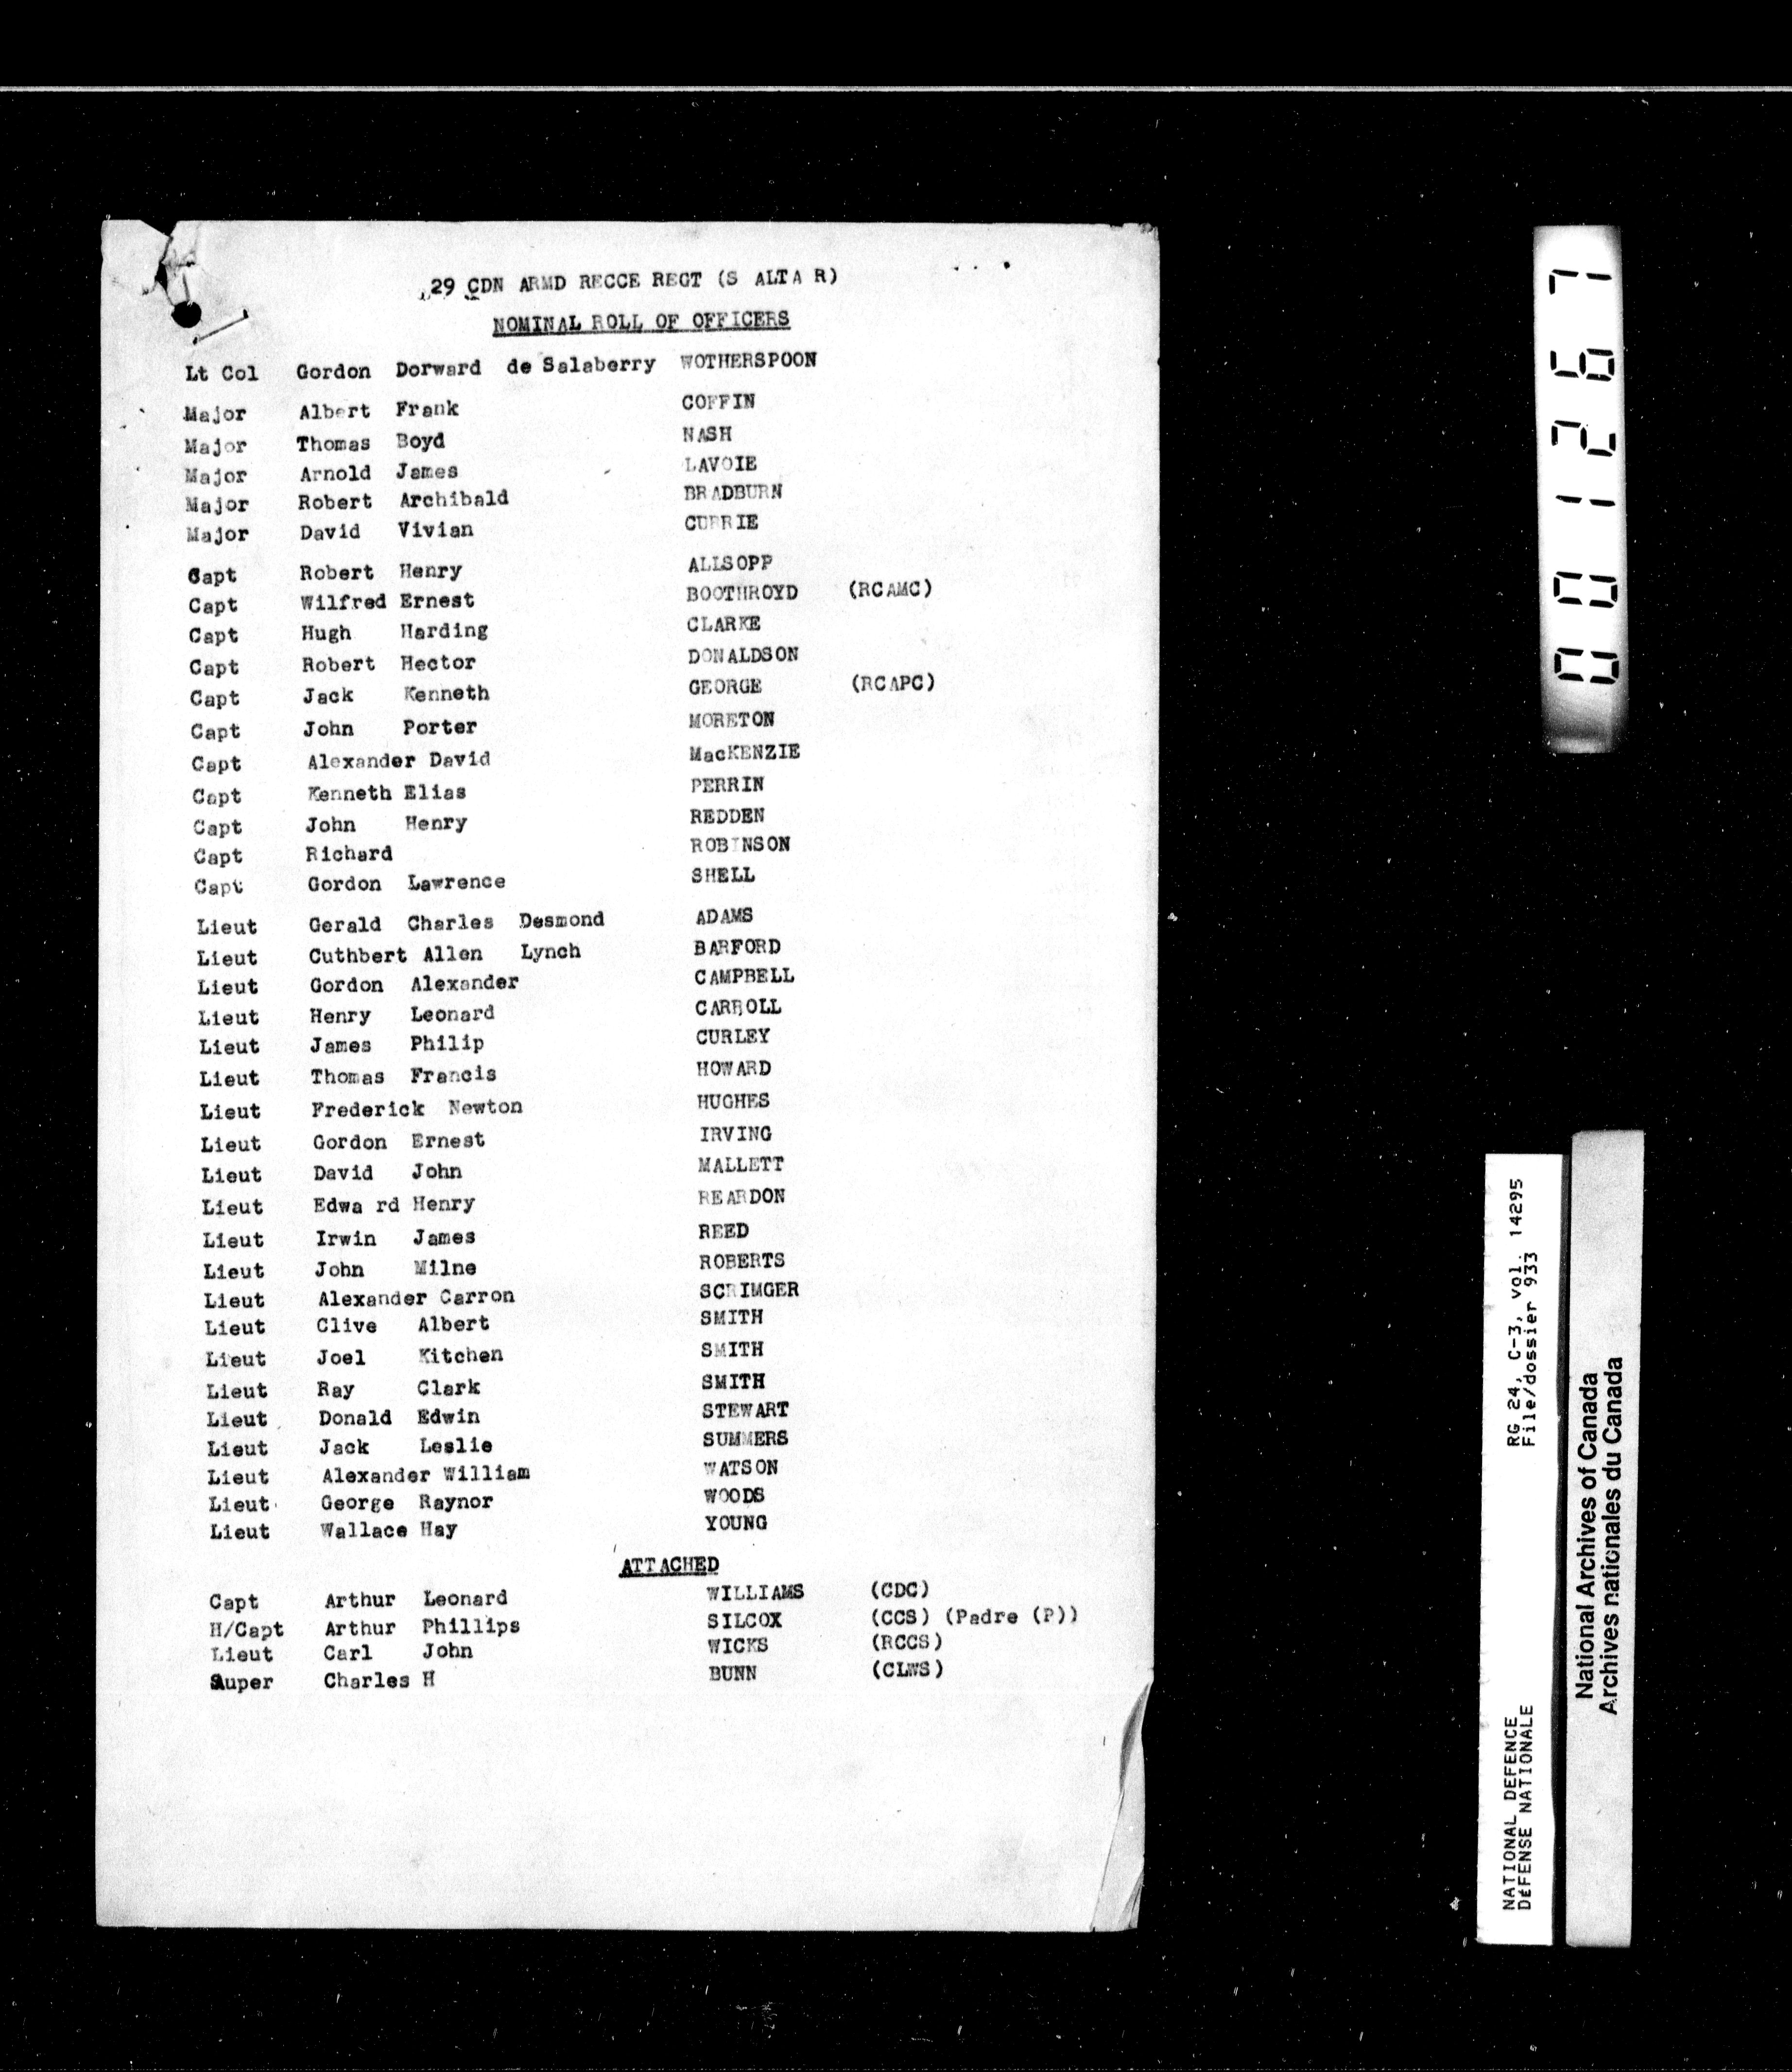 29 CDN ARMD RECCE REGT (S ALTA R)
NOMINAL ROLL OF OFFICERS
Lt Col Gordon Dorward de Salaberry WOTHERSPOON
Major Albert Frank COFFIN
Major Thomas Boyd NASH
Major Arnold James LAVOIE
Major Robert Archibald BRADBURN
Major David Vivian CURRIE
Capt Robert Henry ALLSOPP
Capt Wilfred Ernest BOOTHROYD (RCAMC)
Capt Hugh Harding CLARKE
Capt Robert Hector DONALDSON
Capt Jack Kenneth GEORGE (RCAPC)
Capt John Porter MORETON
Capt Alexander David MacKENZIE
Capt Kenneth Elias PERRIN
Capt John Henry REDDEN
Capt Richard ROBINSON
Capt Gordon Lawrence SHELL
Lieut Gerald Charles Desmond ADAMS
Lieut Cuthbert Allen Lynch BARFORD
Lieut Gordon Alexander CAMPBELL
Lieut Henry Leonard CARROLL
Lieut James Philip CURLEY
Lieut Thomas Francis HOWARD
Lieut Frederick Newton HUGHES
Lieut Gordon Ernest IRVING
Lieut David John MALLETT
Lieut Edwa rd Henry REARDON
Lieut Irwin James REED
Lieut John Milne ROBERTS
Lieut Alexander Carron SCRIMGER
Lieut Clive Albert SMITH
Lieut Joel Kitchen SMITH
Lieut Ray Clark SMITH
Lieut Donald Edwin STEWART
Lieut Jack Leslie SUMMERS
Lieut Alexander William WATSON
Lieut George Raynor WOODS
Lieut Wallace Hay YOUNG
ATTACHED
Capt Arthur Leonard WILLIAMS (CDC)
H/Capt Arthur Phillips SILCOX (CCS) (Padre (P))
Lieut Carl John WICKS (RCCS)
Super Charles H BUNN (CLWS)
001267
NATIONAL DEFENCE RG 24, C-3, vol. 14295
DÉFENSE NATIONALE File/dossier 933
National Archives of Canada
Archives nationales du Canada